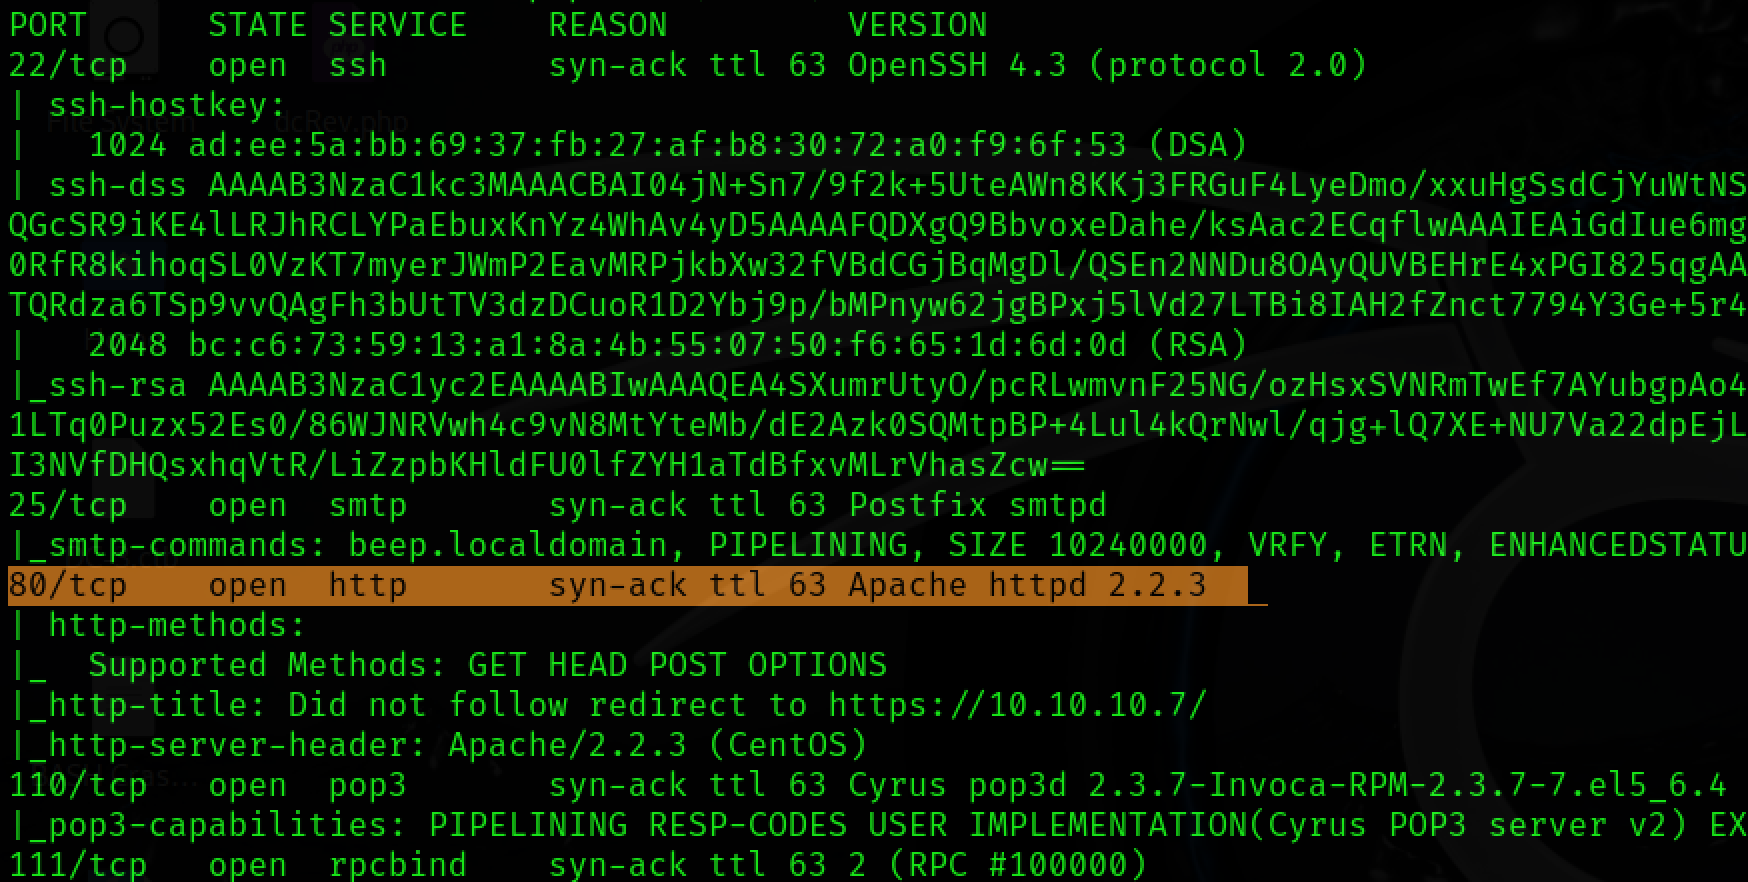 PORT      STATE SERVICE    REASON         VERSION
22/tcp    open  ssh        syn-ack ttl 63 OpenSSH 4.3 (protocol 2.0)
| ssh-hostkey:
|   1024 ad:ee:5a:bb:69:37:fb:27:af:b8:30:72:a0:f9:6f:53 (DSA)
| ssh-dss AAAAB3NzaC1kc3MAAACBAI04jN+Sn7/9f2k+5UteAWn8KKj3FRGuF4LyeDmo/xxuHgSsdCjYuWtNS
QGcSR9iKE4lLRJhRCLYPaEbuxKnYz4WhAv4yD5AAAAFQDXgQ9BbvoxeDahe/ksAac2ECqflwAAAIEAiGdIue6mg
0RfR8kihoqSL0VzKT7myerJWmP2EavMRPjkbXw32fVBdCGjBqMgDl/QSEn2NNDu8OAyQUVBEHrE4xPGI825qgAA
TQRdza6TSp9vvQAgFh3bUtTV3dzDCuoR1D2Ybj9p/bMPnyw62jgBPxj5lVd27LTBi8IAH2fZnct7794Y3Ge+5r4
|   2048 bc:c6:73:59:13:a1:8a:4b:55:07:50:f6:65:1d:6d:0d (RSA)
|_ssh-rsa AAAAB3NzaC1yc2EAAAABIwAAAQEA4SXumrUtyO/pcRLwmvnF25NG/ozHsxSVNRmTwEf7AYubgpAo4
1LTq0Puzx52Es0/86WJNRVwh4c9vN8MtYteMb/dE2Azk0SQMtpBP+4Lul4kQrNwl/qjg+lQ7XE+NU7Va22dpEjL
I3NVfDHQsxhqVtR/LiZzpbKHldFU0lfZYH1aTdBfxvMLrVhasZcw==
25/tcp    open  smtp       syn-ack ttl 63 Postfix smtpd
|_smtp-commands: beep.localdomain, PIPELINING, SIZE 10240000, VRFY, ETRN, ENHANCEDSTATU
80/tcp    open  http       syn-ack ttl 63 Apache httpd 2.2.3
| http-methods:
|_  Supported Methods: GET HEAD POST OPTIONS
|_http-title: Did not follow redirect to https://10.10.10.7/
|_http-server-header: Apache/2.2.3 (CentOS)
110/tcp   open  pop3       syn-ack ttl 63 Cyrus pop3d 2.3.7-Invoca-RPM-2.3.7-7.el5_6.4
|_pop3-capabilities: PIPELINING RESP-CODES USER IMPLEMENTATION(Cyrus POP3 server v2) EX
111/tcp   open  rpcbind    syn-ack ttl 63 2 (RPC #100000)